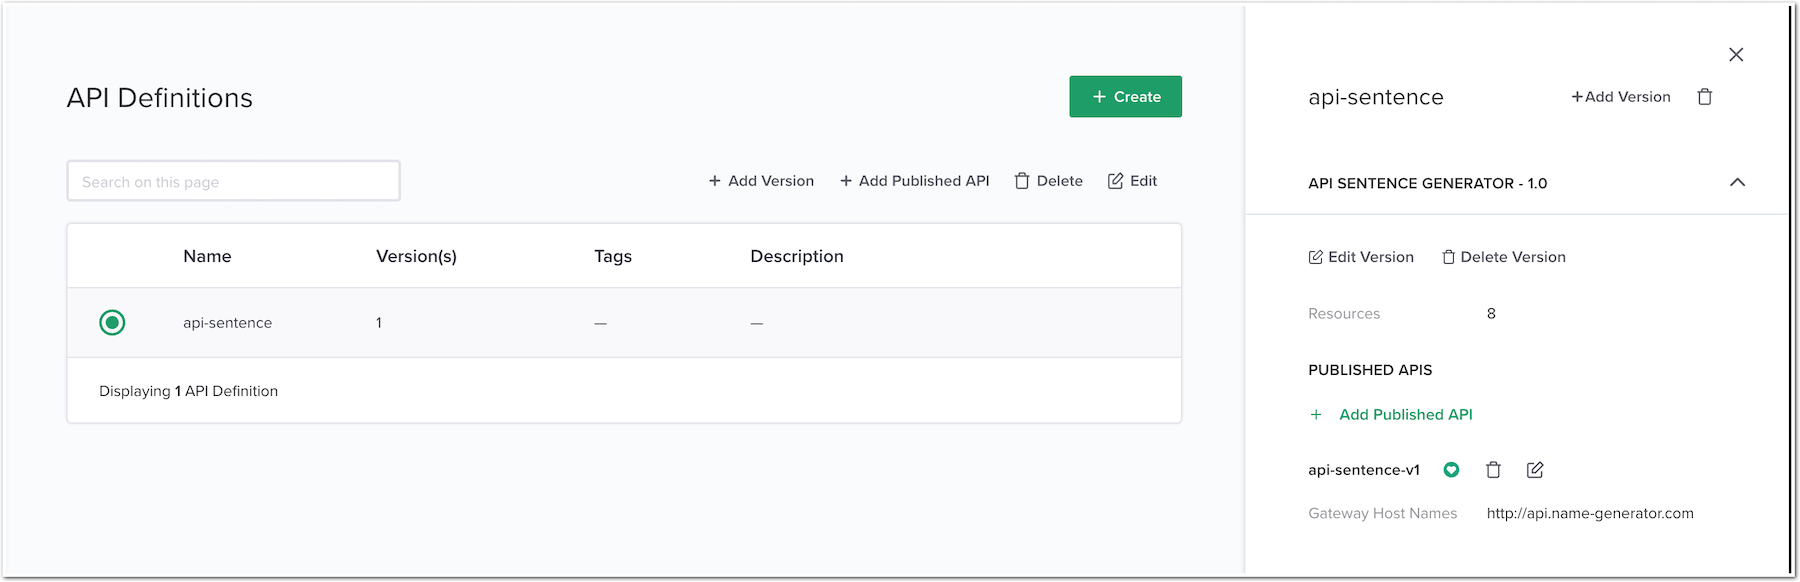 API Definitions
+ Create
Search on this page
+ Add Version + Add Published API Delete Edit
Name Version(s) Tags Description
api-sentence 1 — —
Displaying 1 API Definition
api-sentence +Add Version
API SENTENCE GENERATOR - 1.0
Edit Version Delete Version
Resources 8
PUBLISHED APIS
+ Add Published API
api-sentence-v1
Gateway Host Names http://api.name-generator.com